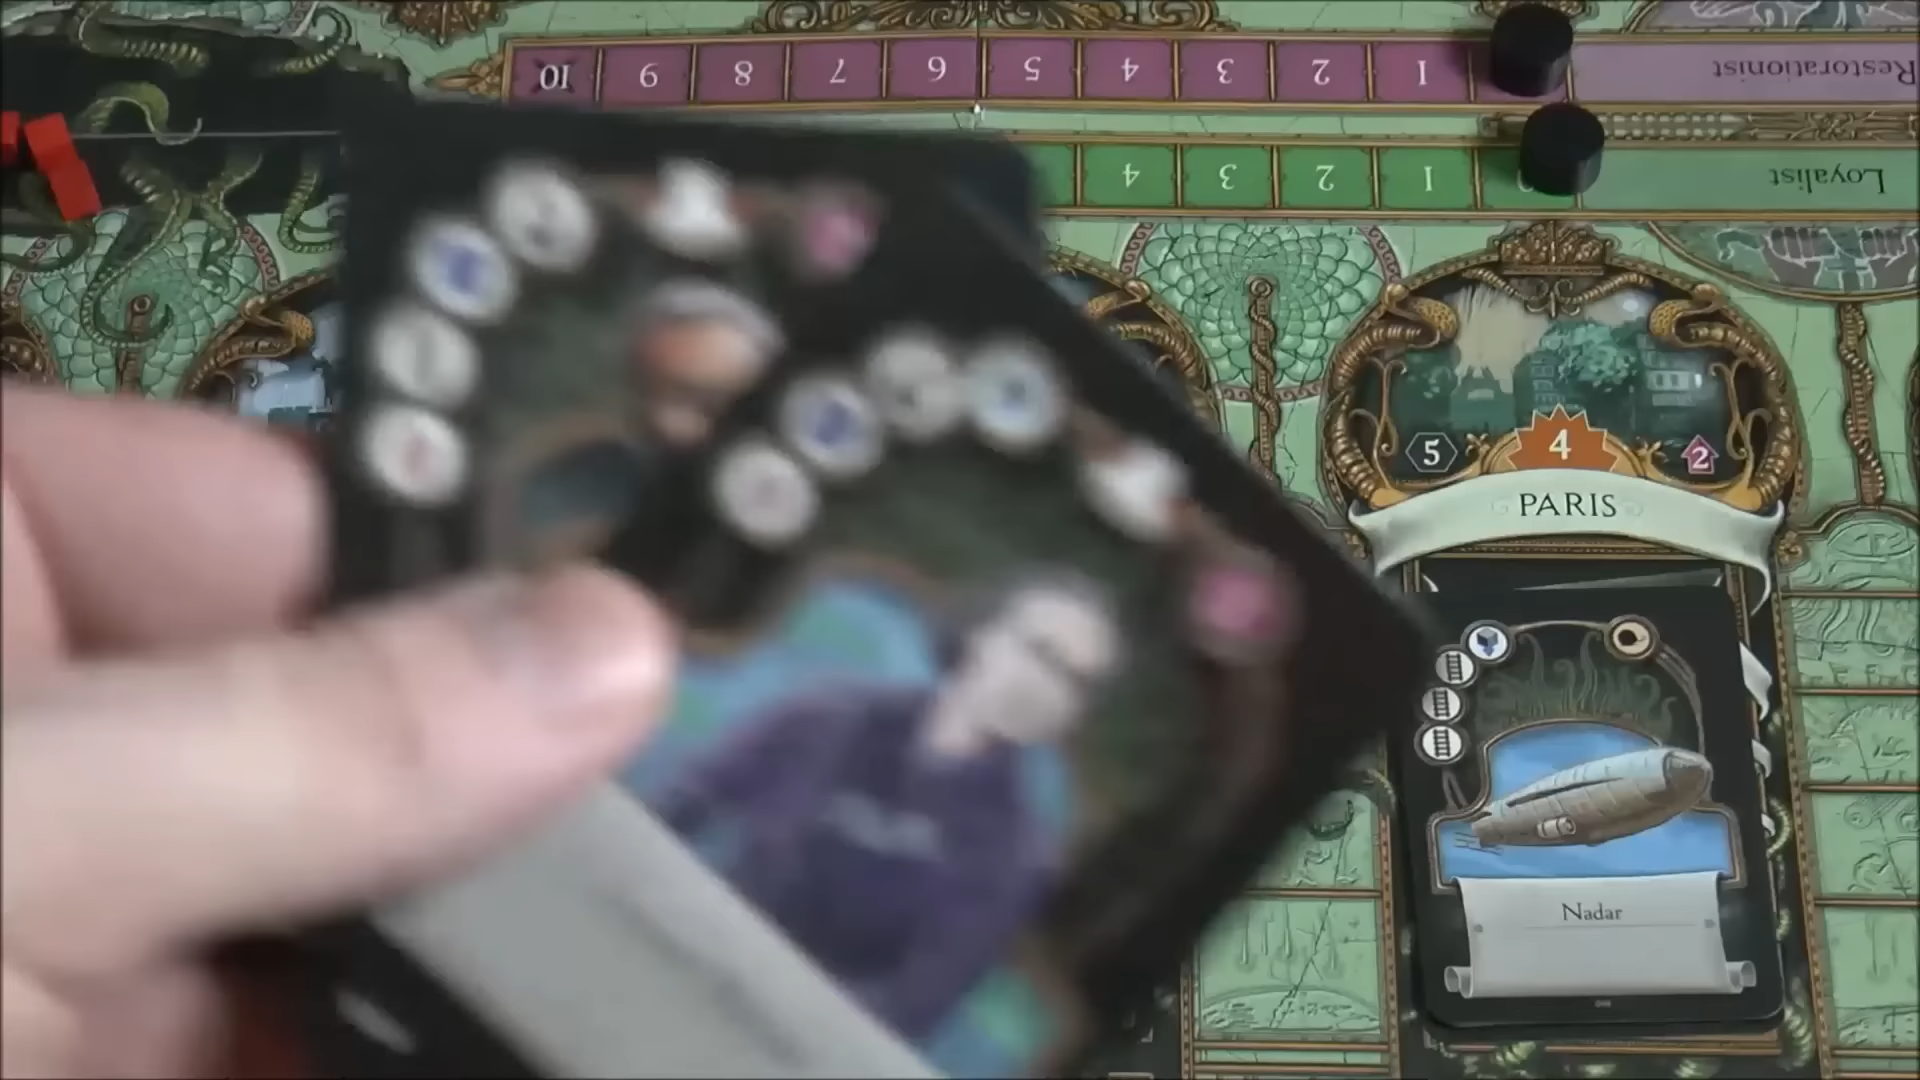 10 9 8 7 6 5 4 3 2 1 Restorationist
4 3 2 1 Loyalist
5 4 2
PARIS
Nadar